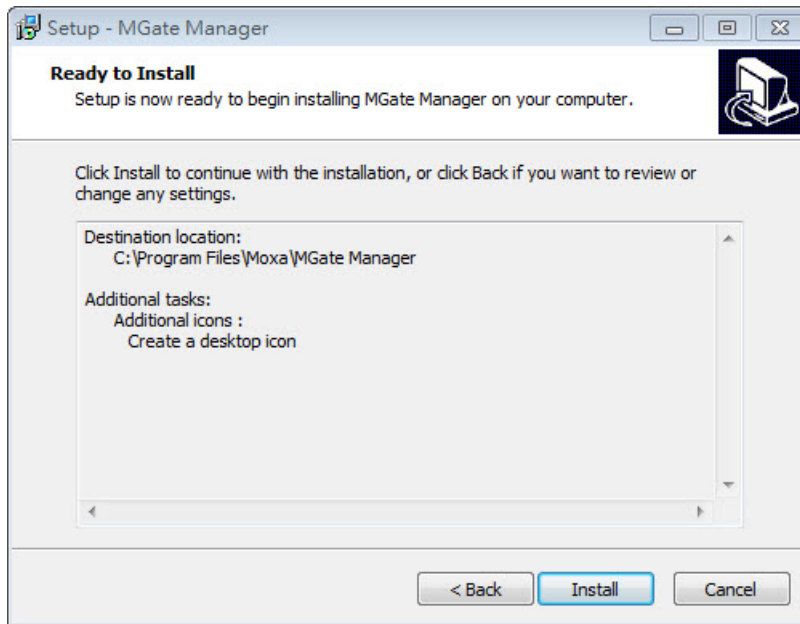 Setup - MGate Manager
Ready to Install
Setup is now ready to begin installing MGate Manager on your computer.
Click Install to continue with the installation, or click Back if you want to review or
change any settings.
Destination location:
C:\Program Files\Moxa\MGate Manager
Additional tasks:
Additional icons :
Create a desktop icon
< Back
Install
Cancel